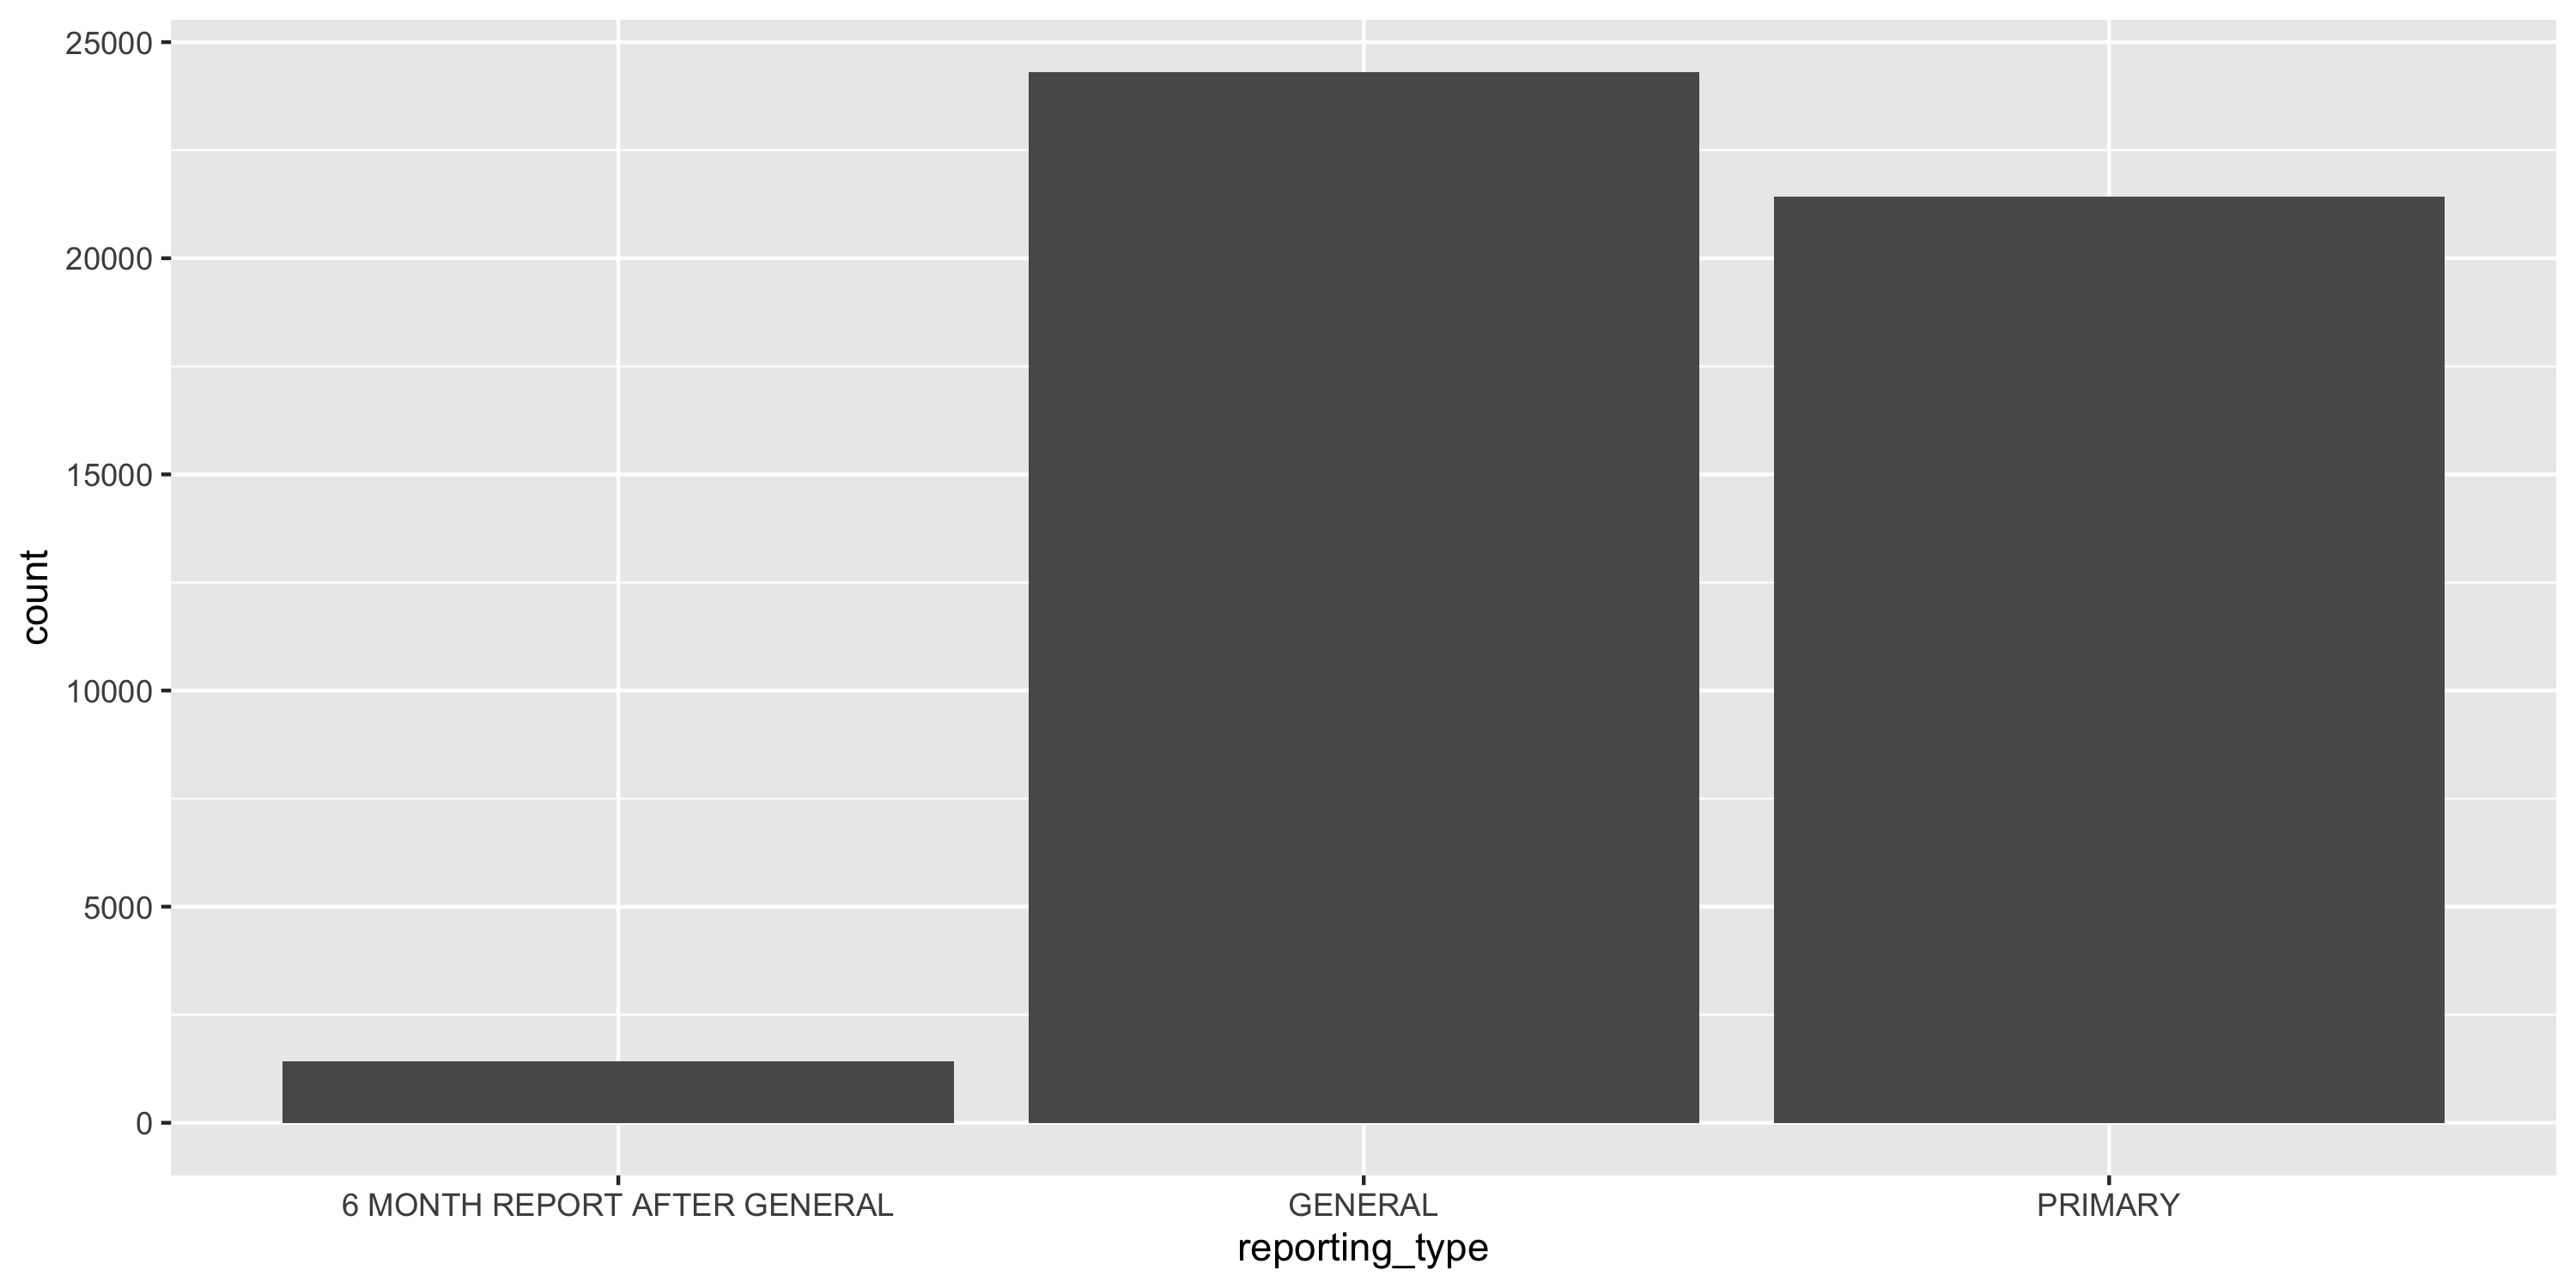 25000
20000
15000
10000
5000
0
count
6 MONTH REPORT AFTER GENERAL
GENERAL
PRIMARY
reporting_type